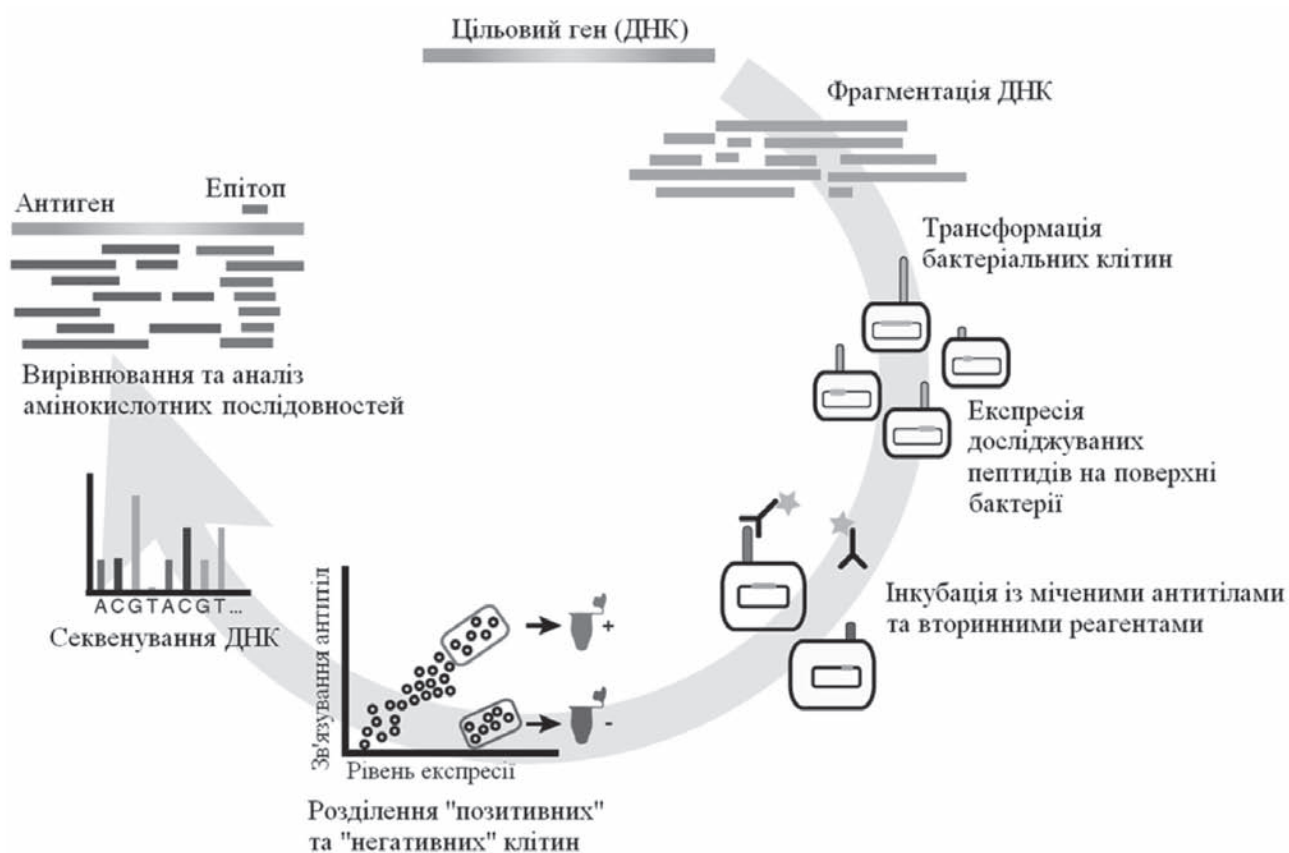 Цільовий ген (ДНК)
Фрагментація ДНК
Трансформація
бактеріальних клітин
Експресія
досліджуваних
пептидів на поверхні
бактерії
Інкубація із міченими антитілами
та вторинними реагентами
+
-
Зв'язування антитіл
Рівень експресії
Розділення "позитивних"
та "негативних" клітин
ACGTACGT...
Секвенування ДНК
Епітоп
Антиген
Вирівнювання та аналіз
амінокислотних послідовностей